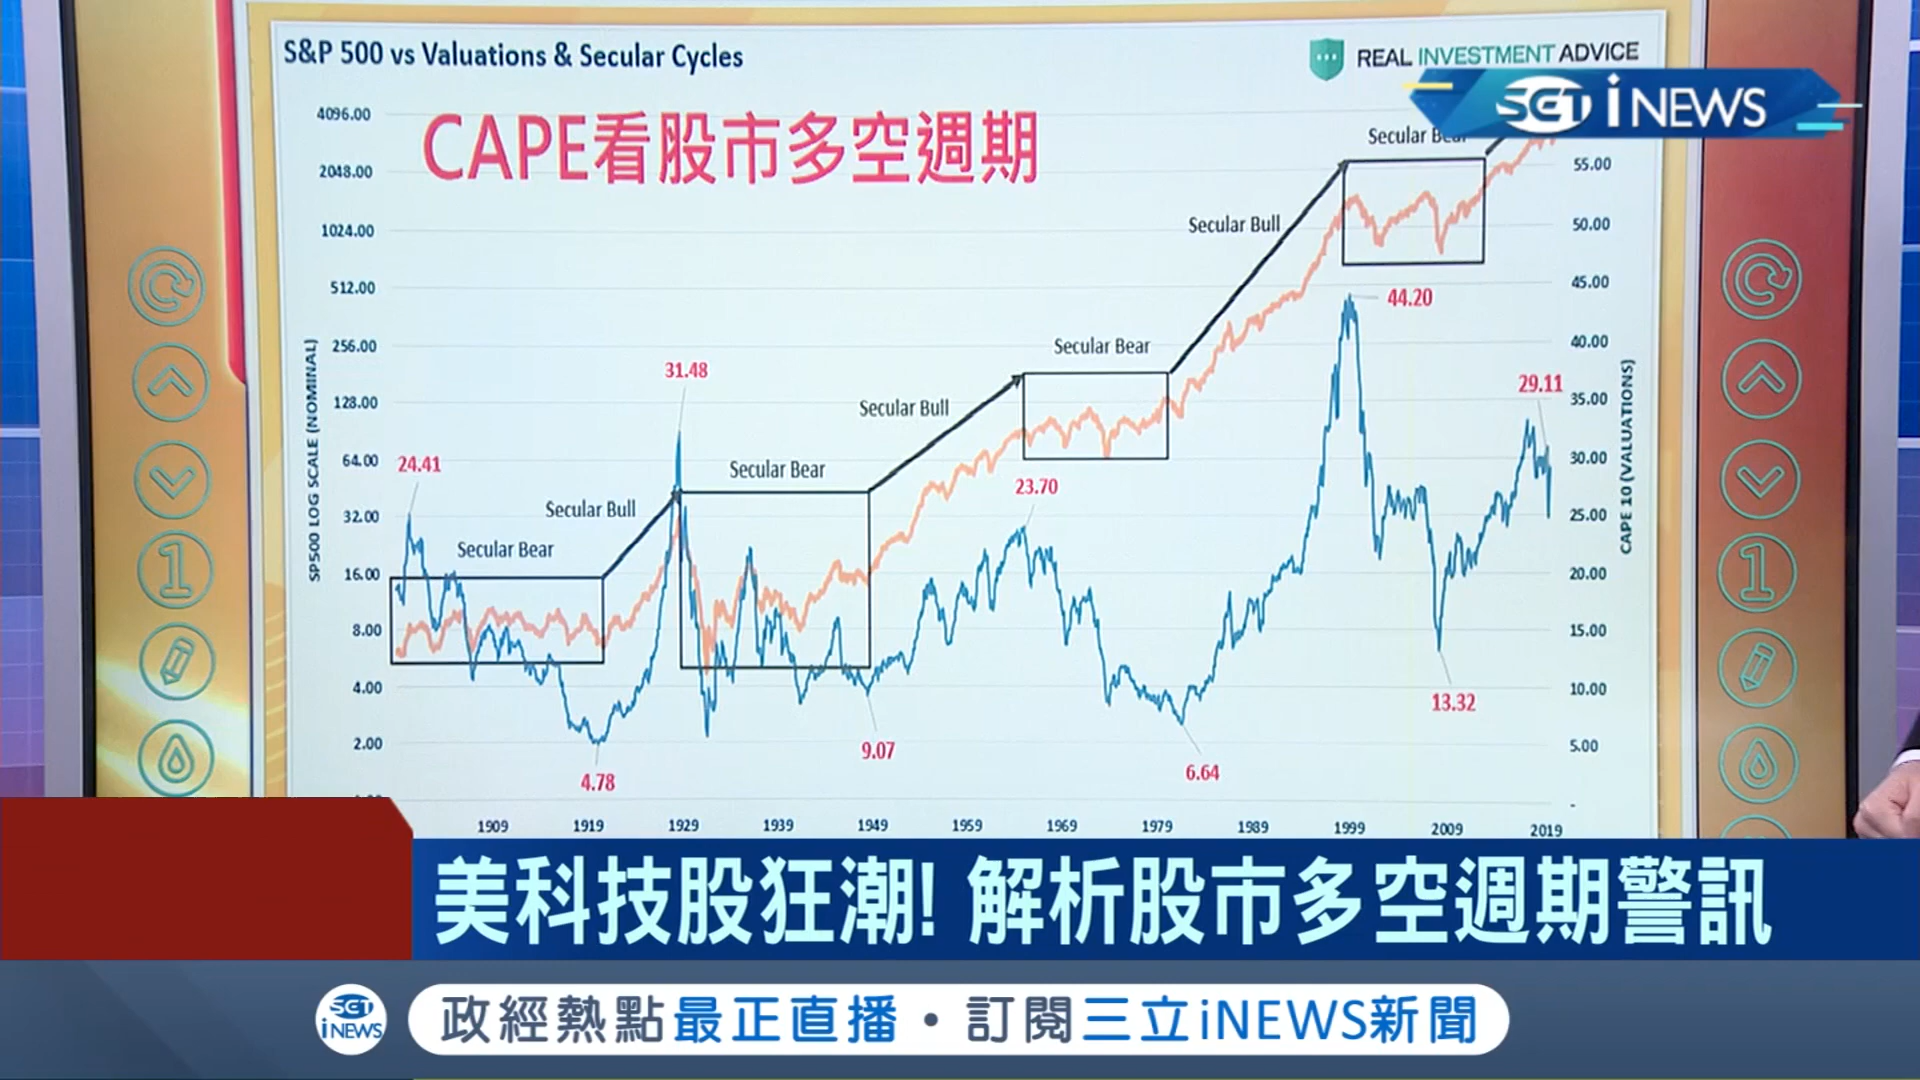 S&P 500 vs Valuations & Secular Cycles
REAL INVESTMENT ADVICE
SET iNEWS
CAPE看股市多空週期
4096.00
2048.00
1024.00
512.00
256.00
128.00
64.00
32.00
16.00
8.00
4.00
2.00
SP500 LOG SCALE (NOMINAL)
55.00
50.00
45.00
40.00
35.00
30.00
25.00
20.00
15.00
10.00
5.00
-
CAPE 10 (VALUATIONS)
24.41
Secular Bear
Secular Bull
4.78
31.48
Secular Bear
9.07
Secular Bull
23.70
Secular Bear
6.64
Secular Bull
44.20
Secular Bear
13.32
29.11
1909
1919
1929
1939
1949
1959
1969
1979
1989
1999
2009
2019
1
1
美科技股狂潮! 解析股市多空週期警訊
SET iNEWS
政經熱點最正直播・訂閱三立iNEWS新聞